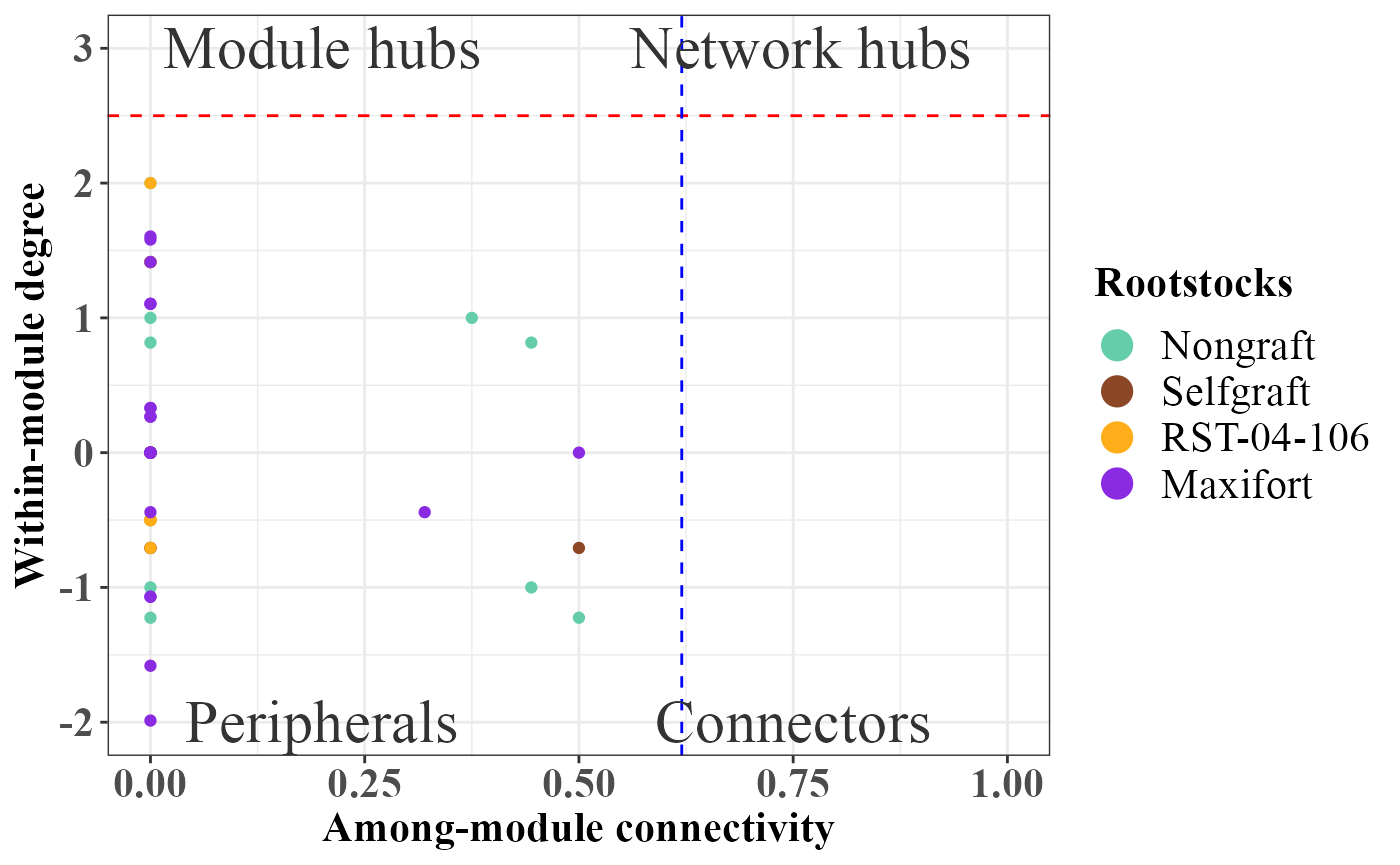 Module hubs
Network hubs
Peripherals
Connectors
3
2
1
0
-1
-2
Within-module degree
0.00
0.25
0.50
0.75
1.00
Among-module connectivity
Rootstocks
Nongraft
Selfgraft
RST-04-106
Maxifort